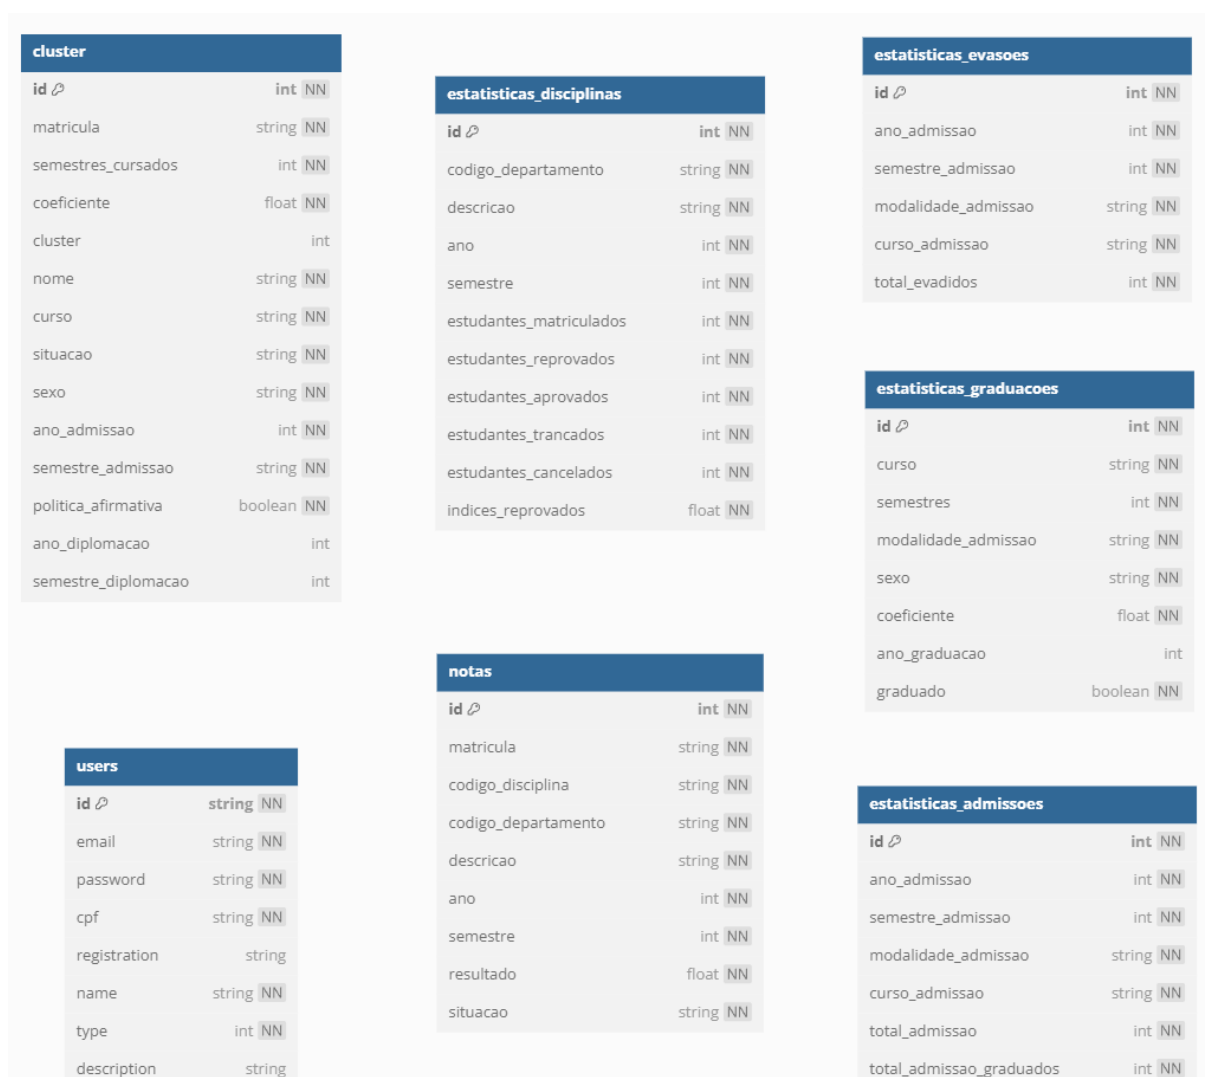 cluster
id int NN
matricula string NN
semestres_cursados int NN
coeficiente float NN
cluster int
nome string NN
curso string NN
situacao string NN
sexo string NN
ano_admissao int NN
semestre_admissao string NN
politica_afirmativa boolean NN
ano_diplomacao int
semestre_diplomacao int
users
id string NN
email string NN
password string NN
cpf string NN
registration string
name string NN
type int NN
description string
estatisticas_disciplinas
id int NN
codigo_departamento string NN
descricao string NN
ano int NN
semestre int NN
estudantes_matriculados int NN
estudantes_reprovados int NN
estudantes_aprovados int NN
estudantes_trancados int NN
estudantes_cancelados int NN
indices_reprovados float NN
notas
id int NN
matricula string NN
codigo_disciplina string NN
codigo_departamento string NN
descricao string NN
ano int NN
semestre int NN
resultado float NN
situacao string NN
estatisticas_evasoes
id int NN
ano_admissao int NN
semestre_admissao int NN
modalidade_admissao string NN
curso_admissao string NN
total_evadidos int NN
estatisticas_graduacoes
id int NN
curso string NN
semestres int NN
modalidade_admissao string NN
sexo string NN
coeficiente float NN
ano_graduacao int
graduado boolean NN
estatisticas_admissoes
id int NN
ano_admissao int NN
semestre_admissao int NN
modalidade_admissao string NN
curso_admissao string NN
total_admissao int NN
total_admissao_graduados int NN